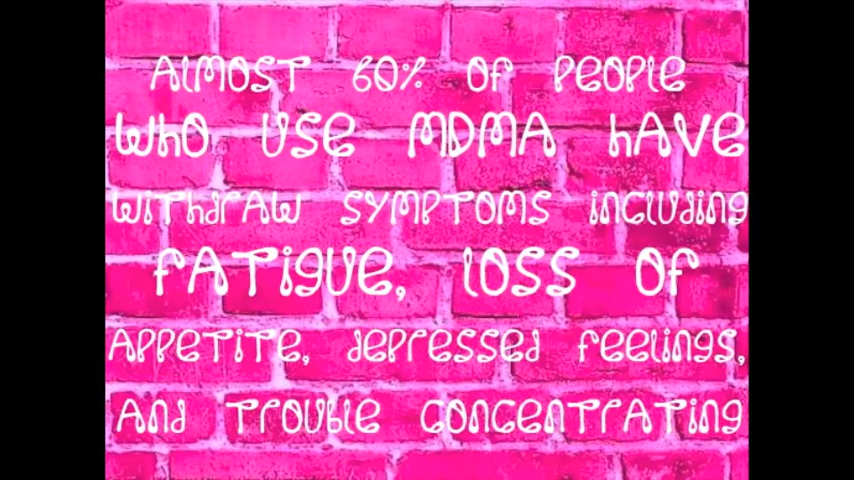 Almost 60% of people
who use MDMA have
withdraw symptoms including
fatigue, loss of
appetite, depressed feelings,
and trouble concentrating